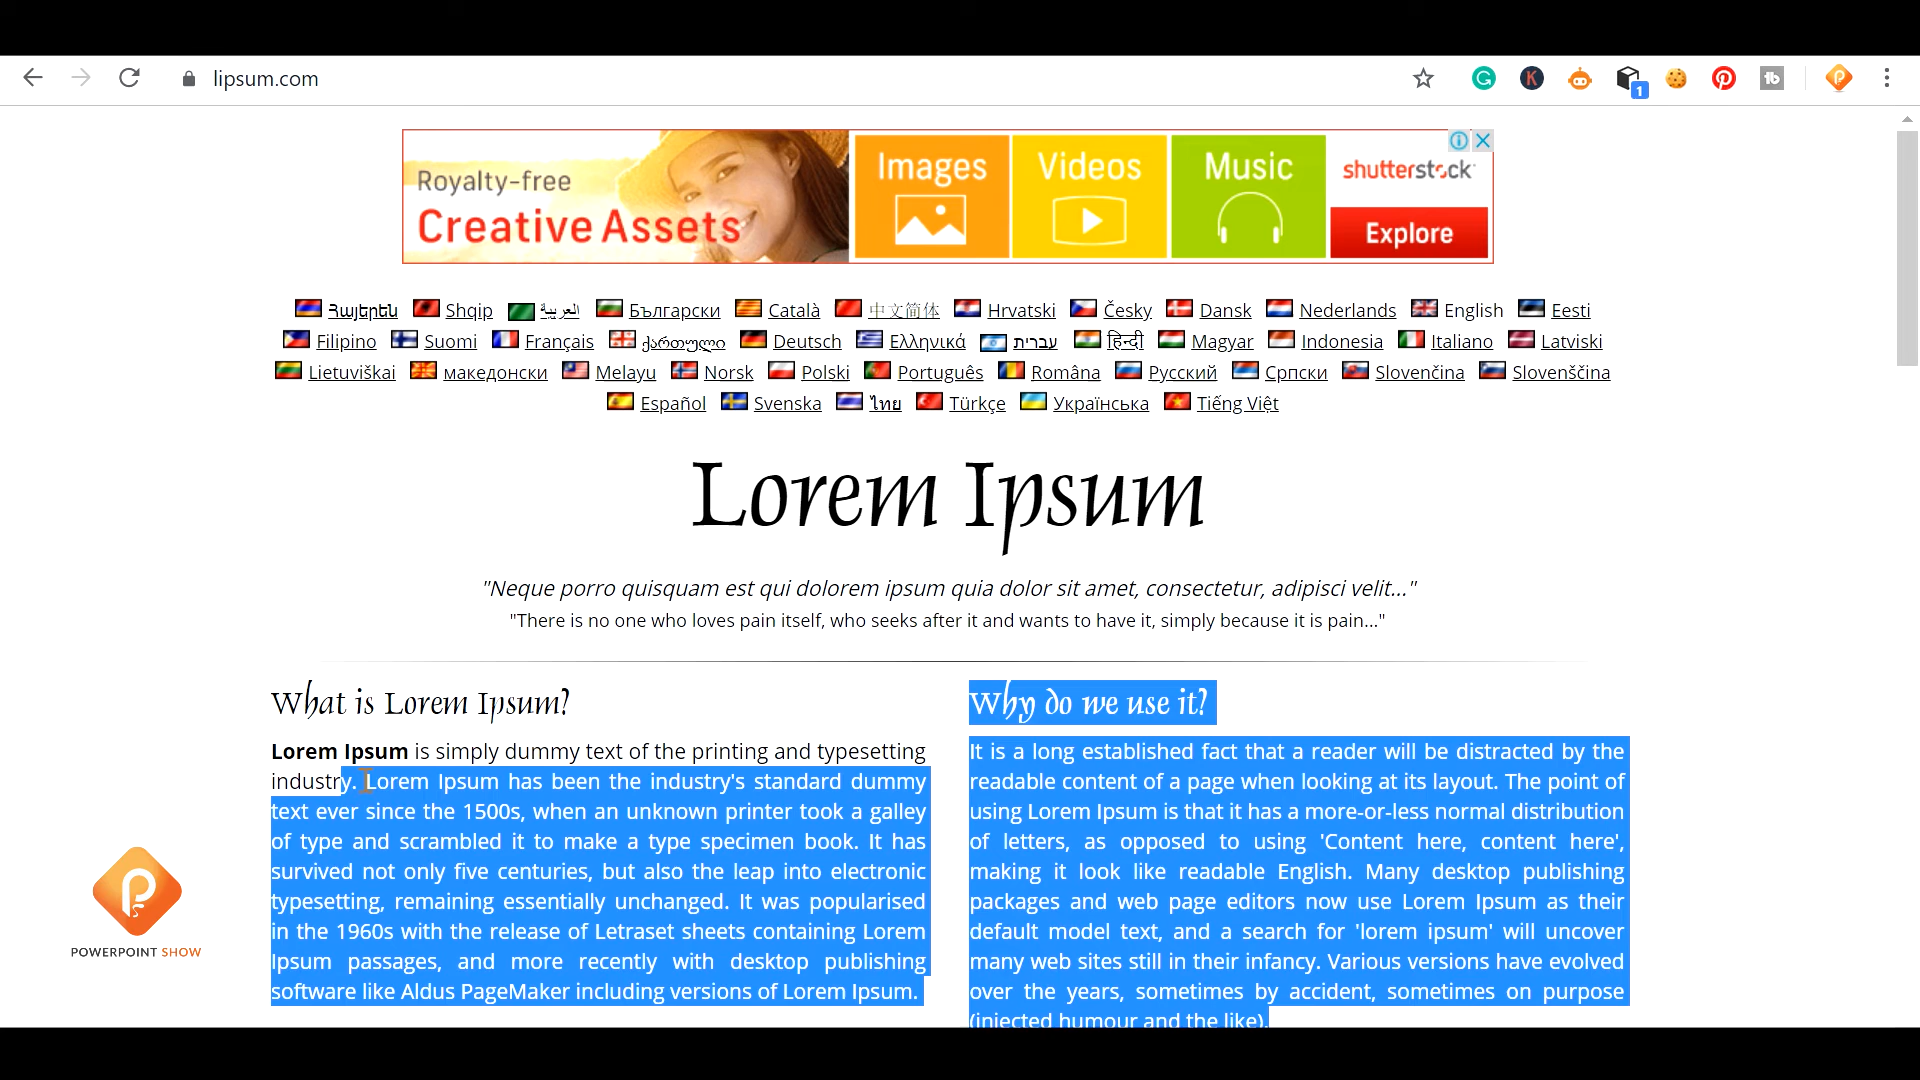 lipsum.com
1
Royalty-free
Creative Assets
Images
Videos
Music
shutterstock
Explore
Հայերեն Shqip العربية Български Català 中文简体 Hrvatski Česky Dansk Nederlands English Eesti
Filipino Suomi Français ქართული Deutsch Ελληνικά עברית हिन्दी Magyar Indonesia Italiano Latviski
Lietuviškai македонски Melayu Norsk Polski Português Româna Русский Српски Slovenčina Slovenščina
Español Svenska ไทย Türkçe Українська Tiếng Việt
Lorem Ipsum
"Neque porro quisquam est qui dolorem ipsum quia dolor sit amet, consectetur, adipisci velit..."
"There is no one who loves pain itself, who seeks after it and wants to have it, simply because it is pain..."
What is Lorem Ipsum?
Lorem Ipsum is simply dummy text of the printing and typesetting
industry. Lorem Ipsum has been the industry's standard dummy
text ever since the 1500s, when an unknown printer took a galley
of type and scrambled it to make a type specimen book. It has
survived not only five centuries, but also the leap into electronic
typesetting, remaining essentially unchanged. It was popularised
in the 1960s with the release of Letraset sheets containing Lorem
Ipsum passages, and more recently with desktop publishing
software like Aldus PageMaker including versions of Lorem Ipsum.
Why do we use it?
It is a long established fact that a reader will be distracted by the
readable content of a page when looking at its layout. The point of
using Lorem Ipsum is that it has a more-or-less normal distribution
of letters, as opposed to using 'Content here, content here',
making it look like readable English. Many desktop publishing
packages and web page editors now use Lorem Ipsum as their
default model text, and a search for 'lorem ipsum' will uncover
many web sites still in their infancy. Various versions have evolved
over the years, sometimes by accident, sometimes on purpose
(injected humour and the like).
POWERPOINT SHOW